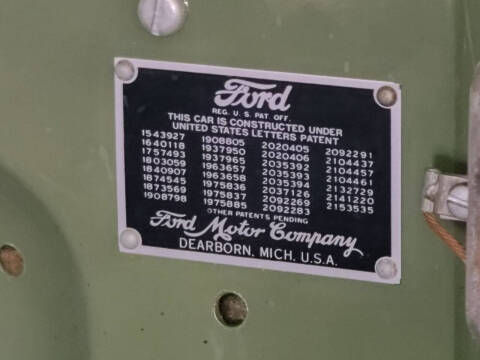 Ford
REG. U. S. PAT. OFF.
THIS CAR IS CONSTRUCTED UNDER
UNITED STATES LETTERS PATENT
1543927 1908805 2020405 2092291
1640118 1937950 2020406 2104437
1757493 1937965 2035392 2104457
1803056 1963657 2035393 2104461
1840907 1963658 2035394 2132729
1874545 1975836 2037126 2141220
1873569 1975837 2092269 2153535
1908798 1975885 2092283
OTHER PATENTS PENDING
Ford Motor Company
DEARBORN, MICH. U.S.A.